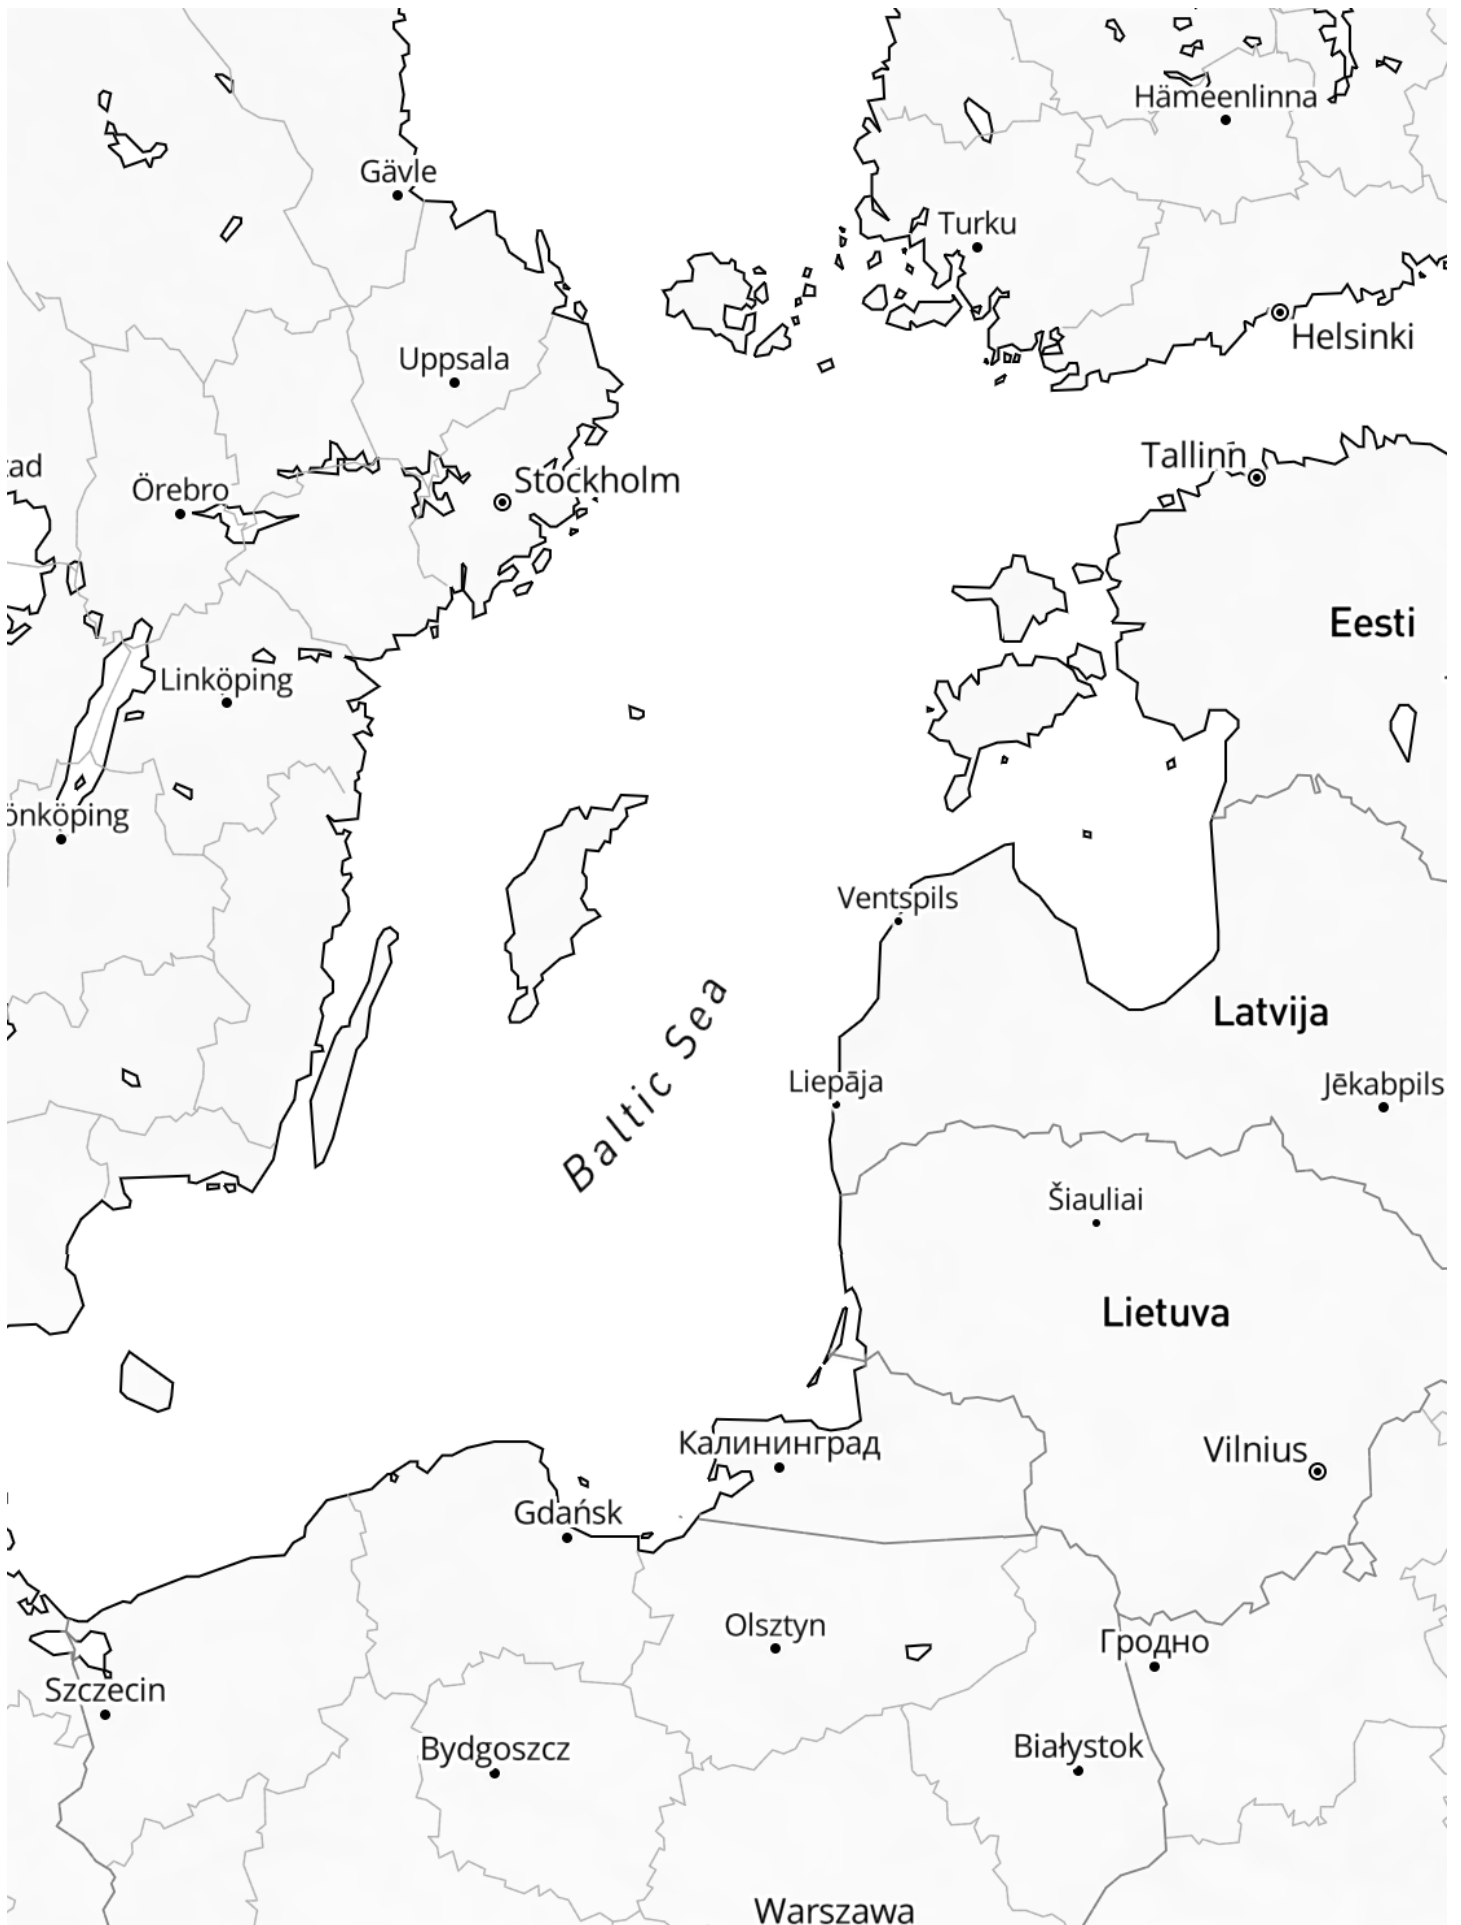 Hämeenlinna
Gävle
Turku
Helsinki
Uppsala
Tallinn
Stockholm
Örebro
Eesti
Linköping
Ventspils
Baltic Sea
Latvija
Liepāja
Jēkabpils
Šiauliai
Lietuva
Калининград
Vilnius
Gdańsk
Olsztyn
Гродно
Szczecin
Białystok
Bydgoszcz
Warszawa